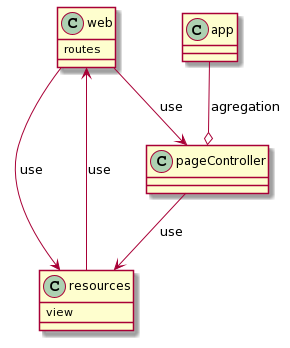 C web
routes
C app
use
agregation
C pageController
use
use
use
C resources
view